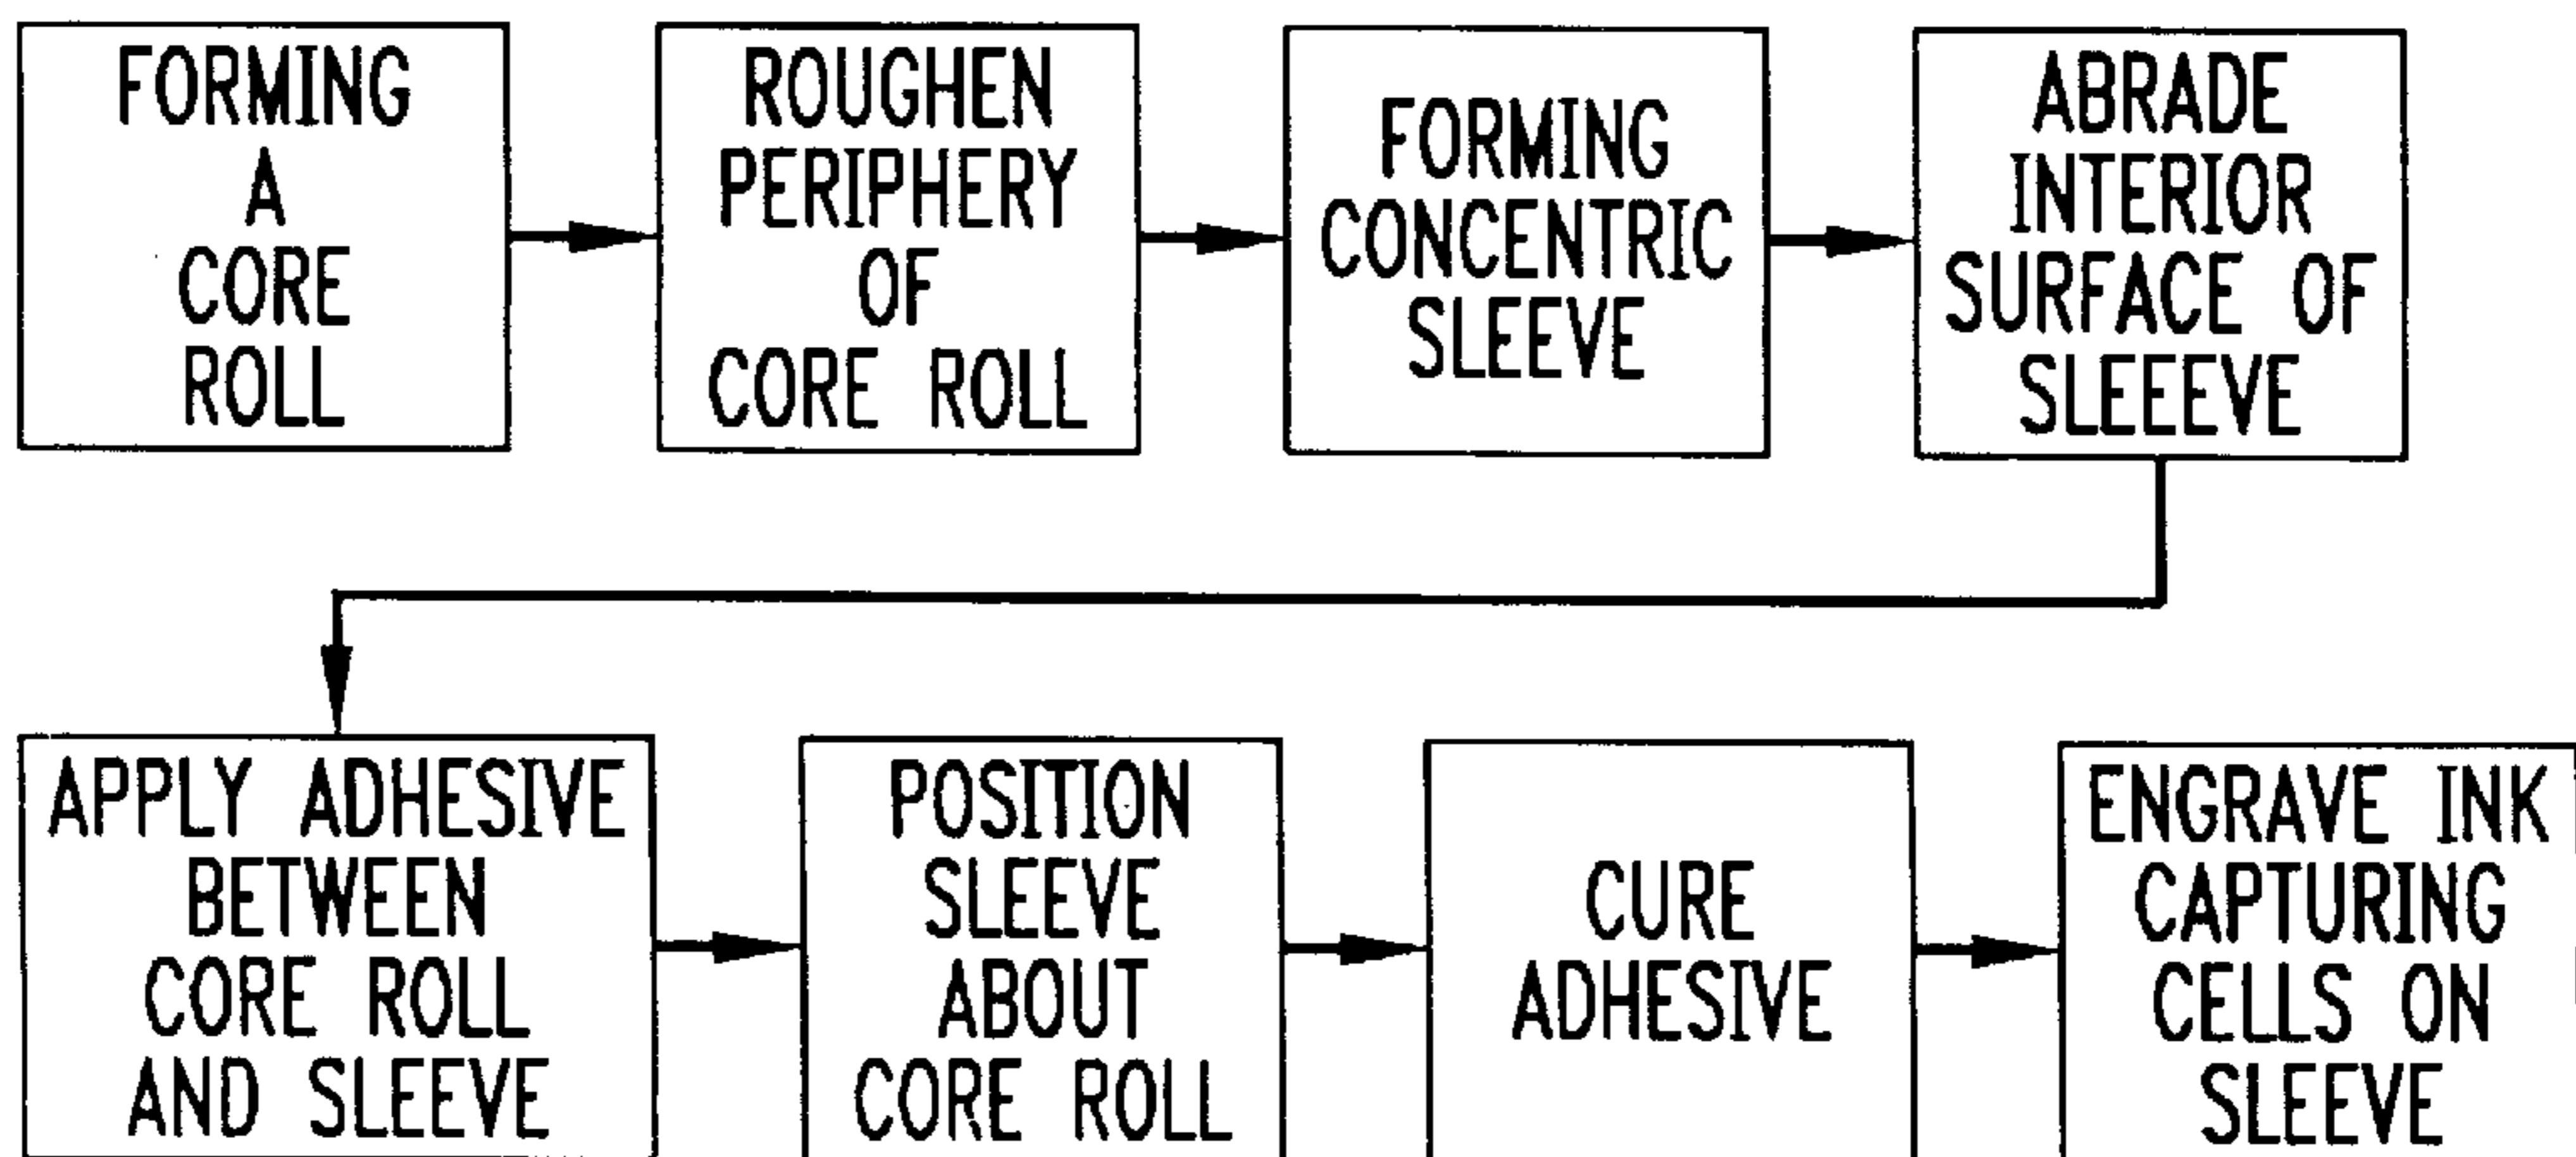 FORMING
A
CORE
ROLL
ROUGHEN
PERIPHERY
OF
CORE ROLL
FORMING
CONCENTRIC
SLEEVE
ABRADE
INTERIOR
SURFACE OF
SLEEEVE
APPLY ADHESIVE
BETWEEN
CORE ROLL
AND SLEEVE
POSITION
SLEEVE
ABOUT
CORE ROLL
CURE
ADHESIVE
ENGRAVE INK
CAPTURING
CELLS ON
SLEEVE